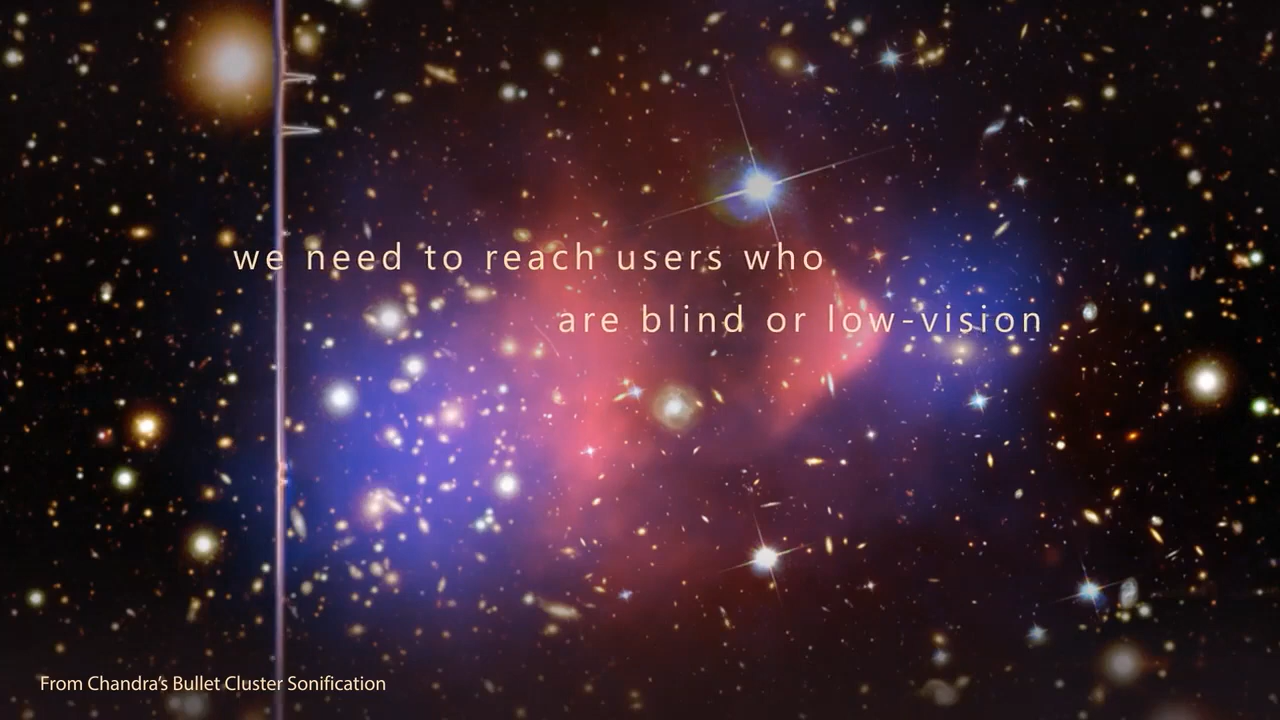 we need to reach users who
are blind or low-vision
From Chandra's Bullet Cluster Sonification